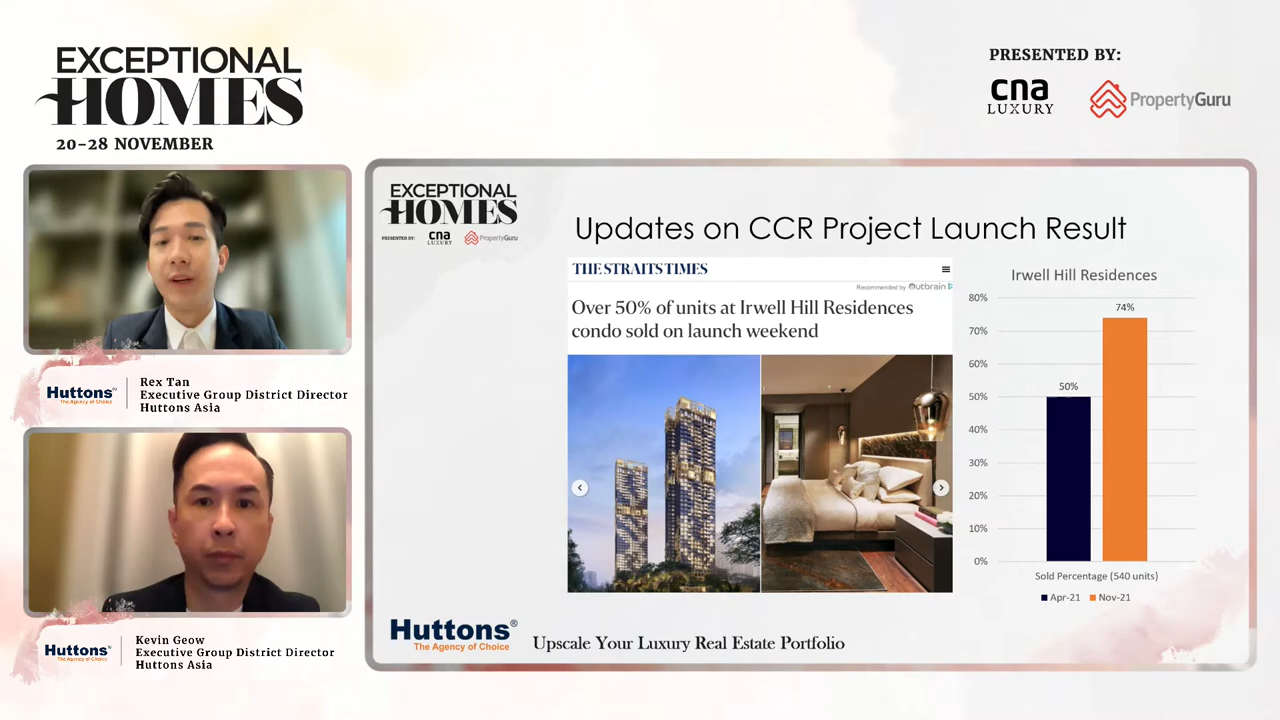 EXCEPTIONAL
HOMES
20-28 NOVEMBER
PRESENTED BY:
cna
LUXURY
PropertyGuru
Huttons®
The Agency of Choice
Rex Tan
Executive Group District Director
Huttons Asia
Huttons®
The Agency of Choice
Kevin Geow
Executive Group District Director
Huttons Asia
EXCEPTIONAL
HOMES
PRESENTED BY:
cna
LUXURY
PropertyGuru
Updates on CCR Project Launch Result
THE STRAITS TIMES
Recommended by Outbrain
Over 50% of units at Irwell Hill Residences
condo sold on launch weekend
Irwell Hill Residences
80%
70%
60%
50%
40%
30%
20%
10%
0%
50%
74%
Sold Percentage (540 units)
Apr-21 Nov-21
Huttons®
The Agency of Choice
Upscale Your Luxury Real Estate Portfolio